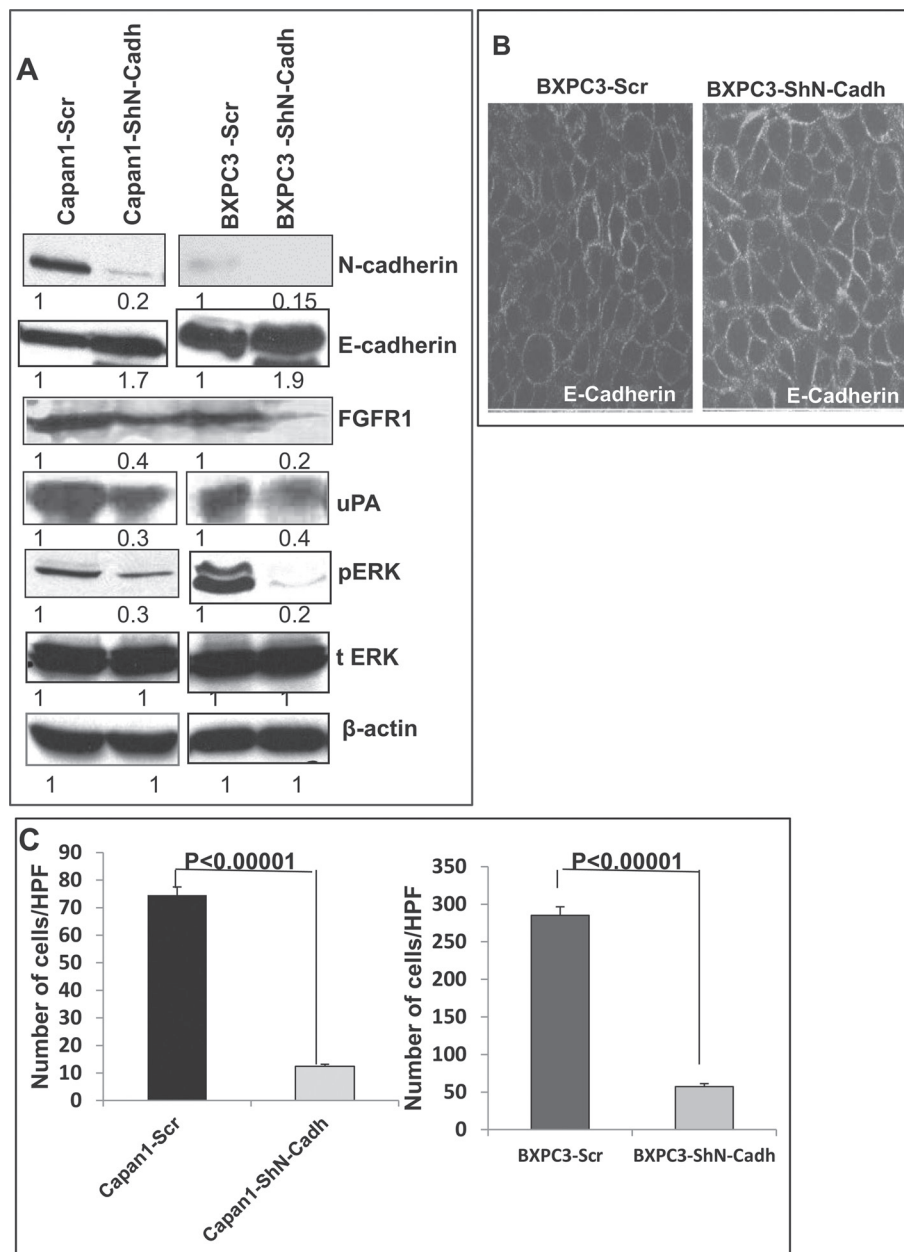 A
Capan1-Scr
Capan1-ShN-Cadh
BXPC3 -Scr
BXPC3 -ShN-Cadh
N-cadherin
1 0.2 1 0.15
E-cadherin
1 1.7 1 1.9
FGFR1
1 0.4 1 0.2
uPA
1 0.3 1 0.4
pERK
1 0.3 1 0.2
t ERK
1 1 1 1
β-actin
1 1 1 1
B
BXPC3-Scr
BXPC3-ShN-Cadh
E-Cadherin
E-Cadherin
C
Number of cells/HPF
90
80
70
60
50
40
30
20
10
0
P<0.00001
Capan1-Scr
Capan1-ShN-Cadh
Number of cells/HPF
350
300
250
200
150
100
50
0
P<0.00001
BXPC3-Scr
BXPC3-ShN-Cadh